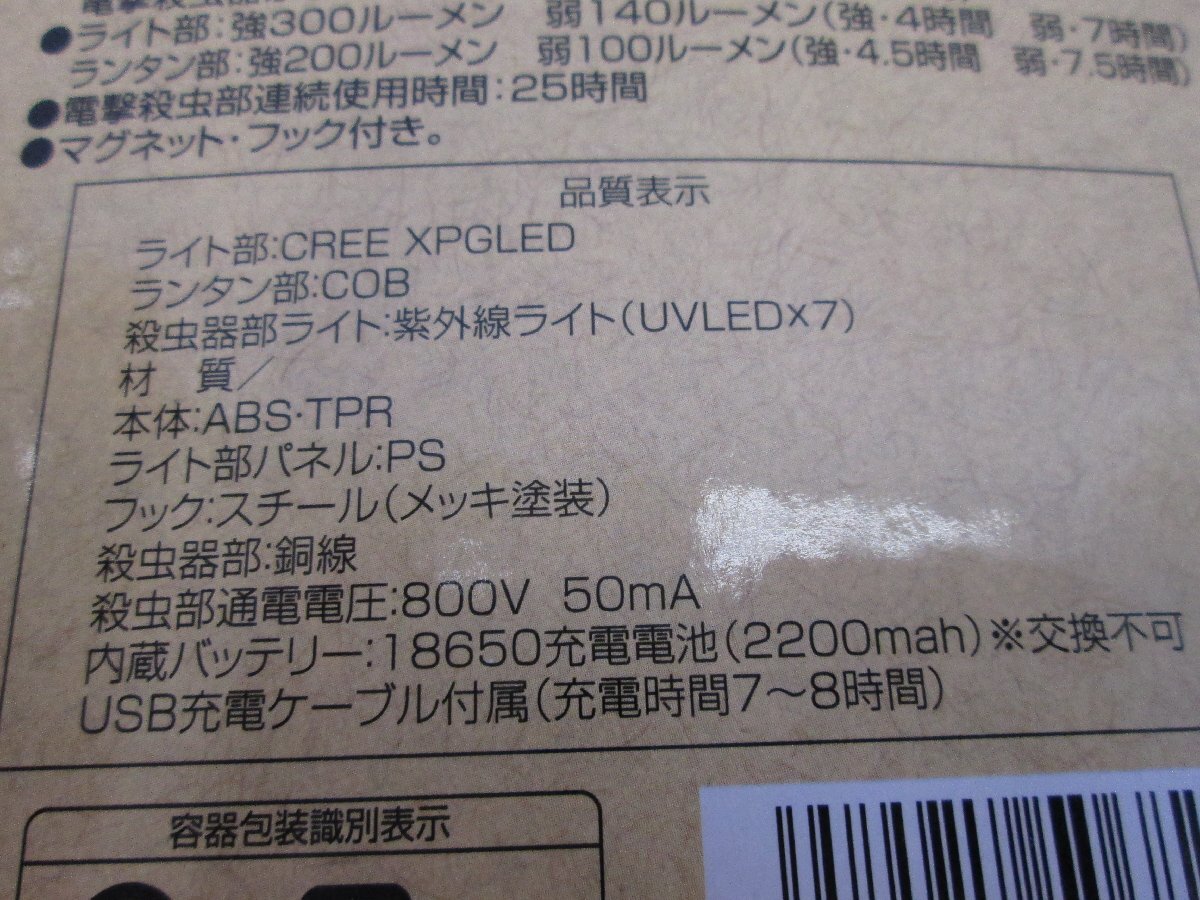 電撃殺虫器
●ライト部：強300ルーメン　弱140ルーメン(強・4時間　弱・7時間)
ランタン部：強200ルーメン　弱100ルーメン(強・4.5時間　弱・7.5時間)
●電撃殺虫部連続使用時間：25時間
●マグネット・フック付き。
品質表示
ライト部:CREE XPGLED
ランタン部:COB
殺虫器部ライト:紫外線ライト(UVLED×7)
材　質／
本体:ABS・TPR
ライト部パネル:PS
フック:スチール(メッキ塗装)
殺虫器部:銅線
殺虫部通電電圧:800V 50mA
内蔵バッテリー:18650充電電池(2200mah)※交換不可
USB充電ケーブル付属(充電時間7〜8時間)
容器包装識別表示